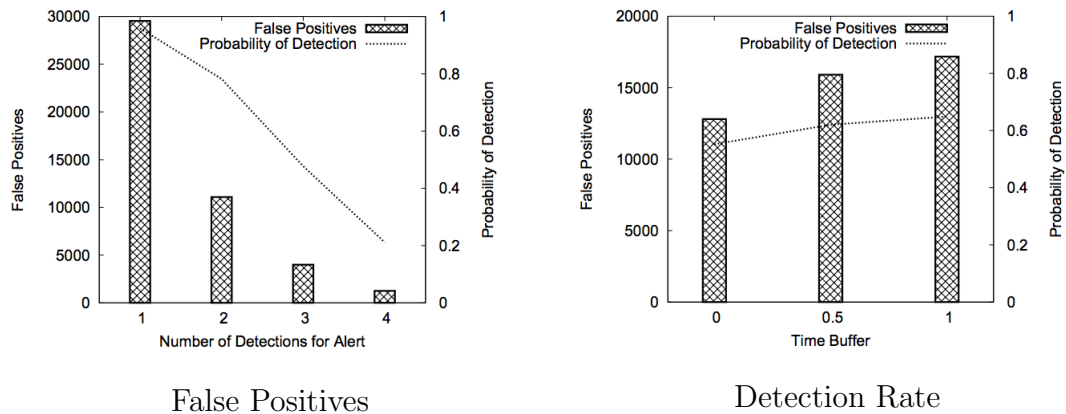 30000
25000
20000
15000
10000
5000
0
False Positives
False Positives
Probability of Detection
1
0.8
0.6
0.4
0.2
0
Probability of Detection
1 2 3 4
Number of Detections for Alert
False Positives
20000
15000
10000
5000
0
False Positives
False Positives
Probability of Detection
1
0.8
0.6
0.4
0.2
0
Probability of Detection
0 0.5 1
Time Buffer
Detection Rate